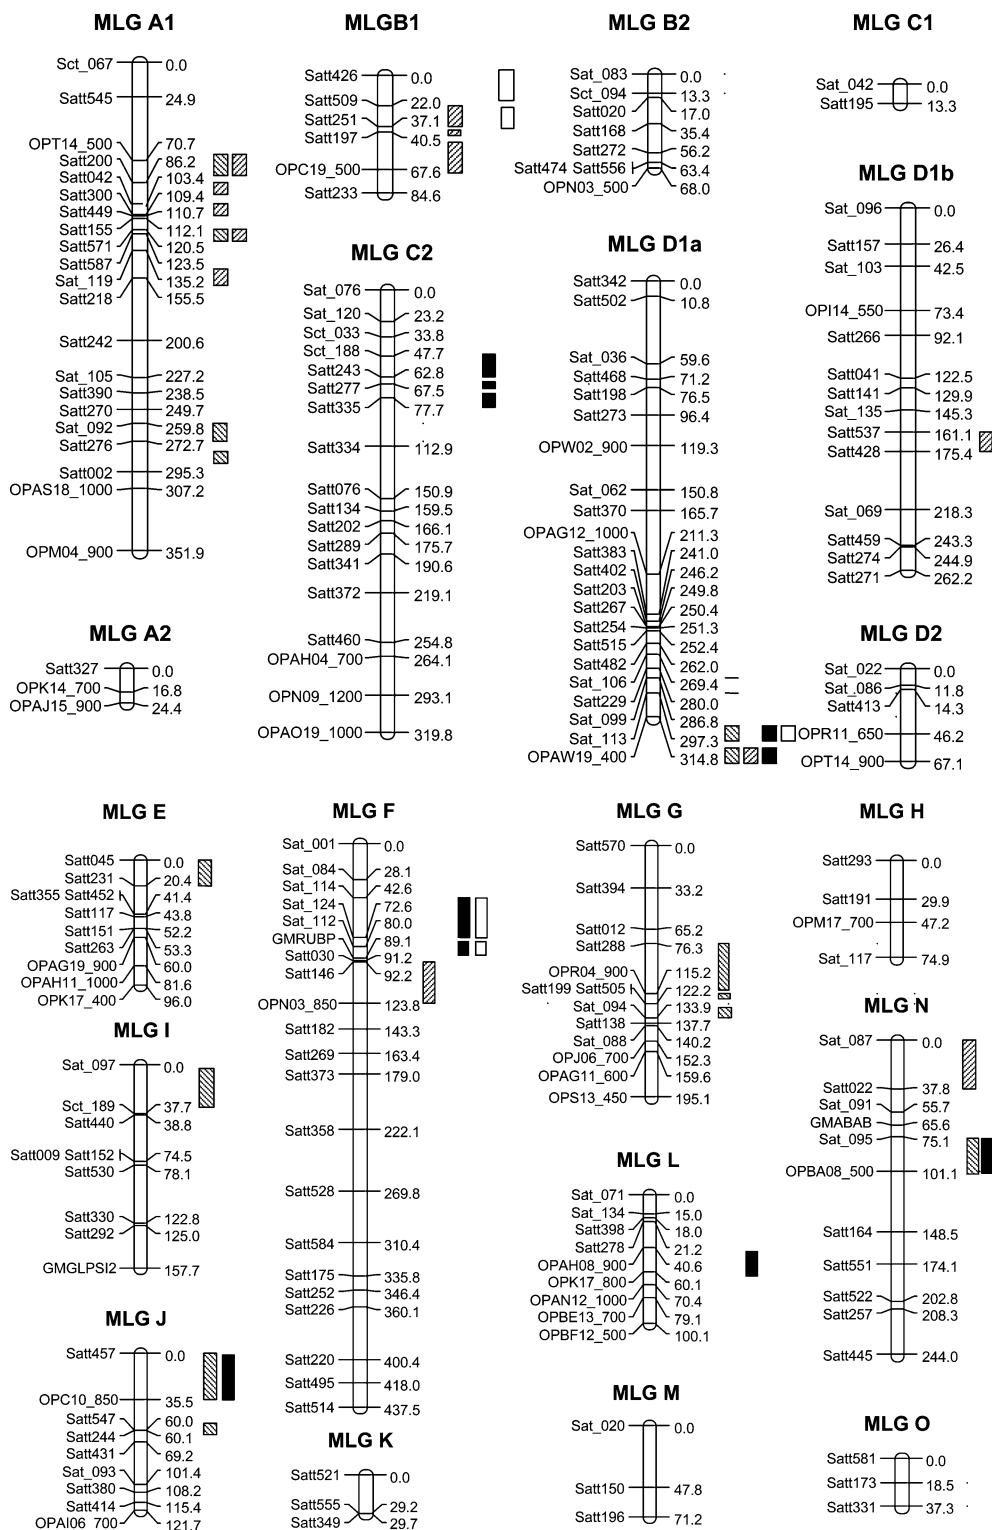 MLG A1
Sct_067 0.0
Satt545 24.9
OPT14_500 70.7
Satt200 86.2
Satt042 103.4
Satt300 109.4
Satt449 110.7
Satt155 112.1
Satt571 120.5
Satt587 123.5
Sat_119 135.2
Satt218 155.5
Satt242 200.6
Sat_105 227.2
Satt390 238.5
Satt270 249.7
Sat_092 259.8
Satt276 272.7
Satt002 295.3
OPAS18_1000 307.2
OPM04_900 351.9
MLG A2
Satt327 0.0
OPK14_700 16.8
OPAJ15_900 24.4
MLGB1
Satt426 0.0
Satt509 22.0
Satt251 37.1
Satt197 40.5
OPC19_500 67.6
Satt233 84.6
MLG C2
Sat_076 0.0
Sat_120 23.2
Sct_033 33.8
Sct_188 47.7
Satt243 62.8
Satt277 67.5
Satt335 77.7
Satt334 112.9
Satt076 150.9
Satt134 159.5
Satt202 166.1
Satt289 175.7
Satt341 190.6
Satt372 219.1
Satt460 254.8
OPAH04_700 264.1
OPN09_1200 293.1
OPAO19_1000 319.8
MLG B2
Sat_083 0.0
Sct_094 13.3
Satt020 17.0
Satt168 35.4
Satt272 56.2
Satt474 Satt556 63.4
OPN03_500 68.0
MLG D1a
Satt342 0.0
Satt502 10.8
Sat_036 59.6
Satt468 71.2
Satt198 76.5
Satt273 96.4
OPW02_900 119.3
Sat_062 150.8
Satt370 165.7
OPAG12_1000 211.3
Satt383 241.0
Satt402 246.2
Satt203 249.8
Satt267 250.4
Satt254 251.3
Satt515 252.4
Satt482 262.0
Sat_106 269.4
Satt229 280.0
Sat_099 286.8
Sat_113 297.3
OPAW19_400 314.8
MLG C1
Sat_042 0.0
Satt195 13.3
MLG D1b
Sat_096 0.0
Satt157 26.4
Sat_103 42.5
OPI14_550 73.4
Satt266 92.1
Satt041 122.5
Satt141 129.9
Sat_135 145.3
Satt537 161.1
Satt428 175.4
Sat_069 218.3
Satt459 243.3
Satt274 244.9
Satt271 262.2
MLG D2
Sat_022 0.0
Sat_086 11.8
Satt413 14.3
OPR11_650 46.2
OPT14_900 67.1
MLG E
Satt045 0.0
Satt231 20.4
Satt355 Satt452 41.4
Satt117 43.8
Satt151 52.2
Satt263 53.3
OPAG19_900 60.0
OPAH11_1000 81.6
OPK17_400 96.0
MLG I
Sat_097 0.0
Sct_189 37.7
Satt440 38.8
Satt009 Satt152 74.5
Satt530 78.1
Satt330 122.8
Satt292 125.0
GMGLPSI2 157.7
MLG J
Satt457 0.0
OPC10_850 35.5
Satt547 60.0
Satt244 60.1
Satt431 69.2
Sat_093 101.4
Satt380 108.2
Satt414 115.4
OPAI06_700 121.7
MLG F
Sat_001 0.0
Sat_084 28.1
Sat_114 42.6
Sat_124 72.6
Sat_112 80.0
GMRUBP 89.1
Satt030 91.2
Satt146 92.2
OPN03_850 123.8
Satt182 143.3
Satt269 163.4
Satt373 179.0
Satt358 222.1
Satt528 269.8
Satt584 310.4
Satt175 335.8
Satt252 346.4
Satt226 360.1
Satt220 400.4
Satt495 418.0
Satt514 437.5
MLG K
Satt521 0.0
Satt555 29.2
Satt349 29.7
MLG G
Satt570 0.0
Satt394 33.2
Satt012 65.2
Satt288 76.3
OPR04_900 115.2
Satt199 Satt505 122.2
Sat_094 133.9
Satt138 137.7
Sat_088 140.2
OPJ06_700 152.3
OPAG11_600 159.6
OPS13_450 195.1
MLG L
Sat_071 0.0
Sat_134 15.0
Satt398 18.0
Satt278 21.2
OPAH08_900 40.6
OPK17_800 60.1
OPAN12_1000 70.4
OPBE13_700 79.1
OPBF12_500 100.1
MLG M
Sat_020 0.0
Satt150 47.8
Satt196 71.2
MLG H
Satt293 0.0
Satt191 29.9
OPM17_700 47.2
Sat_117 74.9
MLG N
Sat_087 0.0
Satt022 37.8
Sat_091 55.7
GMABAB 65.6
Sat_095 75.1
OPBA08_500 101.1
Satt164 148.5
Satt551 174.1
Satt522 202.8
Satt257 208.3
Satt445 244.0
MLG O
Satt581 0.0
Satt173 18.5
Satt331 37.3